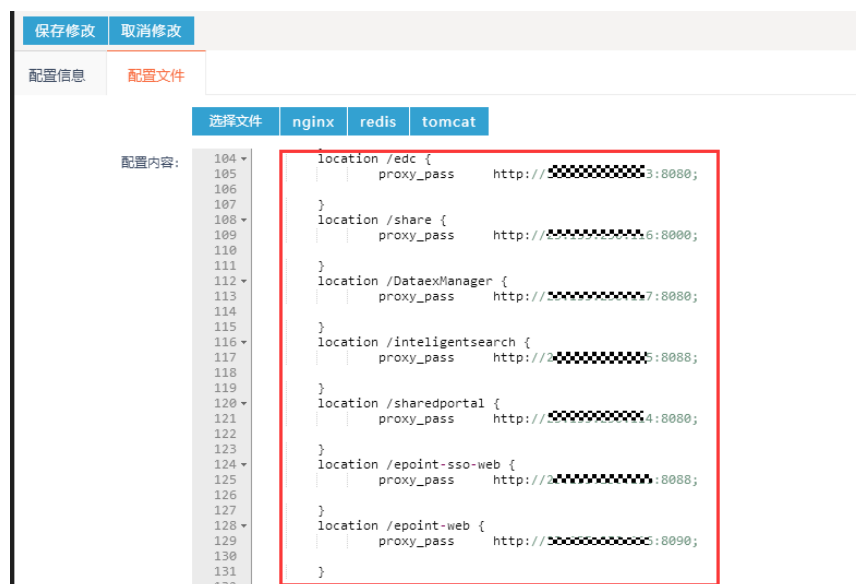 保存修改 取消修改
配置信息 配置文件
选择文件 nginx redis tomcat
配置内容:
104 location /edc {
105 proxy_pass http:// 3:8080;
106
107 }
108 location /share {
109 proxy_pass http:// 6:8000;
110
111 }
112 location /DataexManager {
113 proxy_pass http:// 7:8080;
114
115 }
116 location /inteligentsearch {
117 proxy_pass http://2 5:8088;
118
119 }
120 location /sharedportal {
121 proxy_pass http:// 4:8080;
122
123 }
124 location /epoint-sso-web {
125 proxy_pass http://2 :8088;
126
127 }
128 location /epoint-web {
129 proxy_pass http:// :8090;
130
131 }